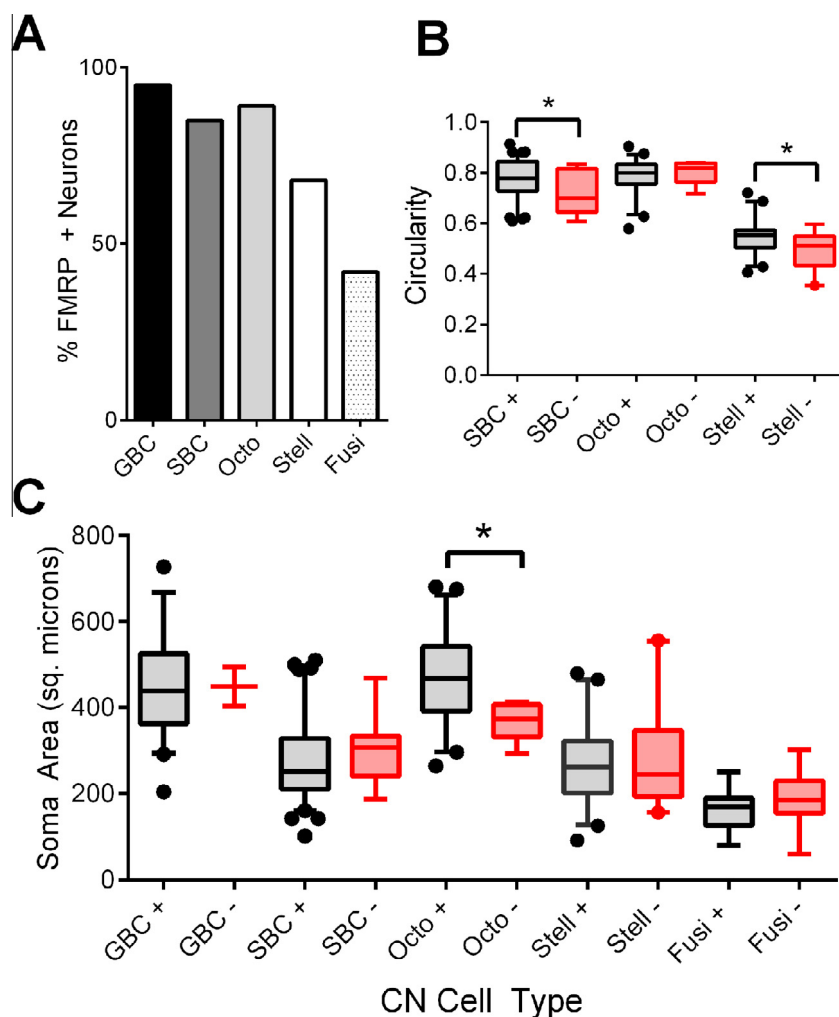 A
% FMRP + Neurons
100
50
0
GBC
SBC
Octo
Stell
Fusi
B
Circularity
1.0
0.8
0.6
0.4
0.2
0.0
*
*
SBC +
SBC -
Octo +
Octo -
Stell +
Stell -
C
Soma Area (sq. microns)
800
600
400
200
0
*
GBC +
GBC -
SBC +
SBC -
Octo +
Octo -
Stell +
Stell -
Fusi +
Fusi -
CN Cell Type